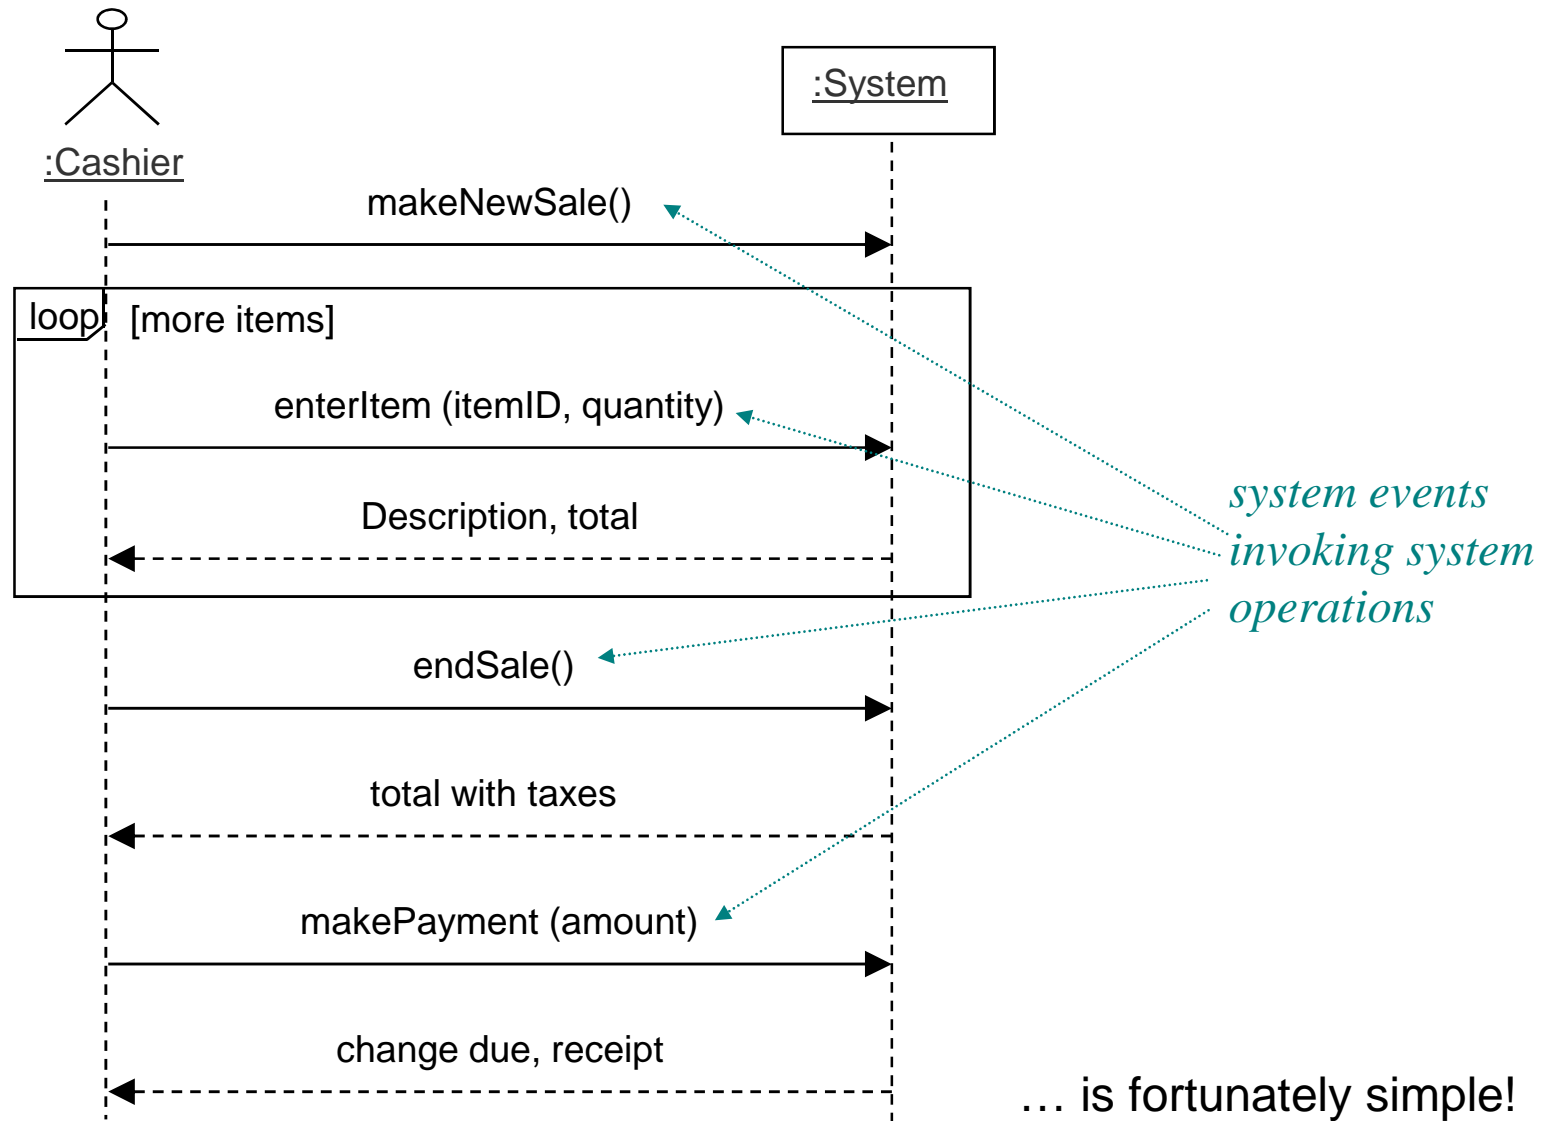 :System
:Cashier
makeNewSale()
loop
[more items]
enterItem (itemID, quantity)
Description, total
system events
invoking system
operations
endSale()
total with taxes
makePayment (amount)
change due, receipt
… is fortunately simple!